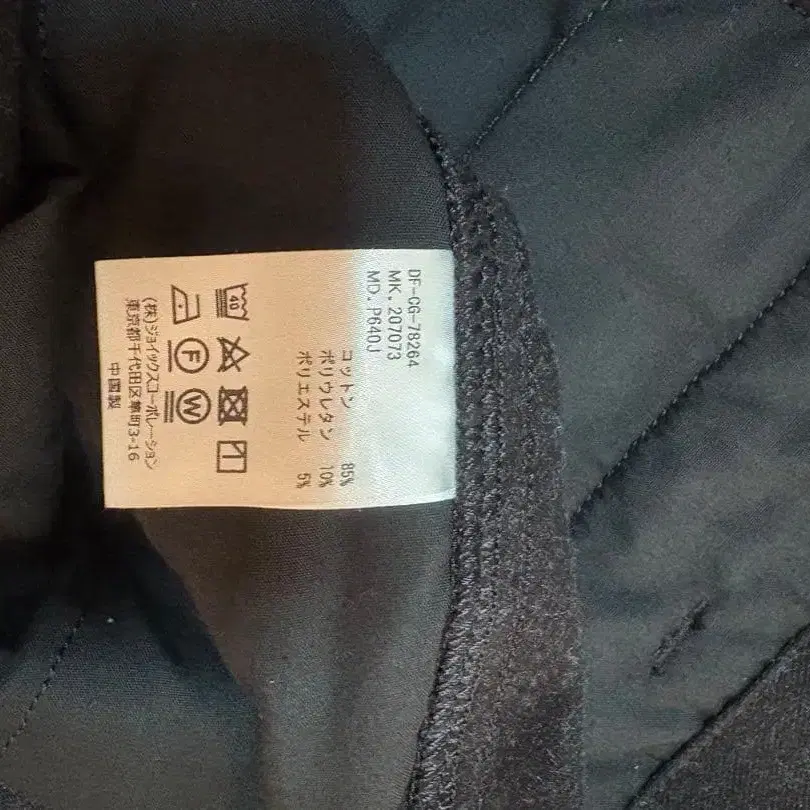 DF-CG-78264
MK. 207073
MD. P640J
コットン 85%
ポリウレタン 10%
ポリエステル 5%
40
F W
(株)ジョイックスコーポレーション
東京都千代田区麹町3-16
中国製